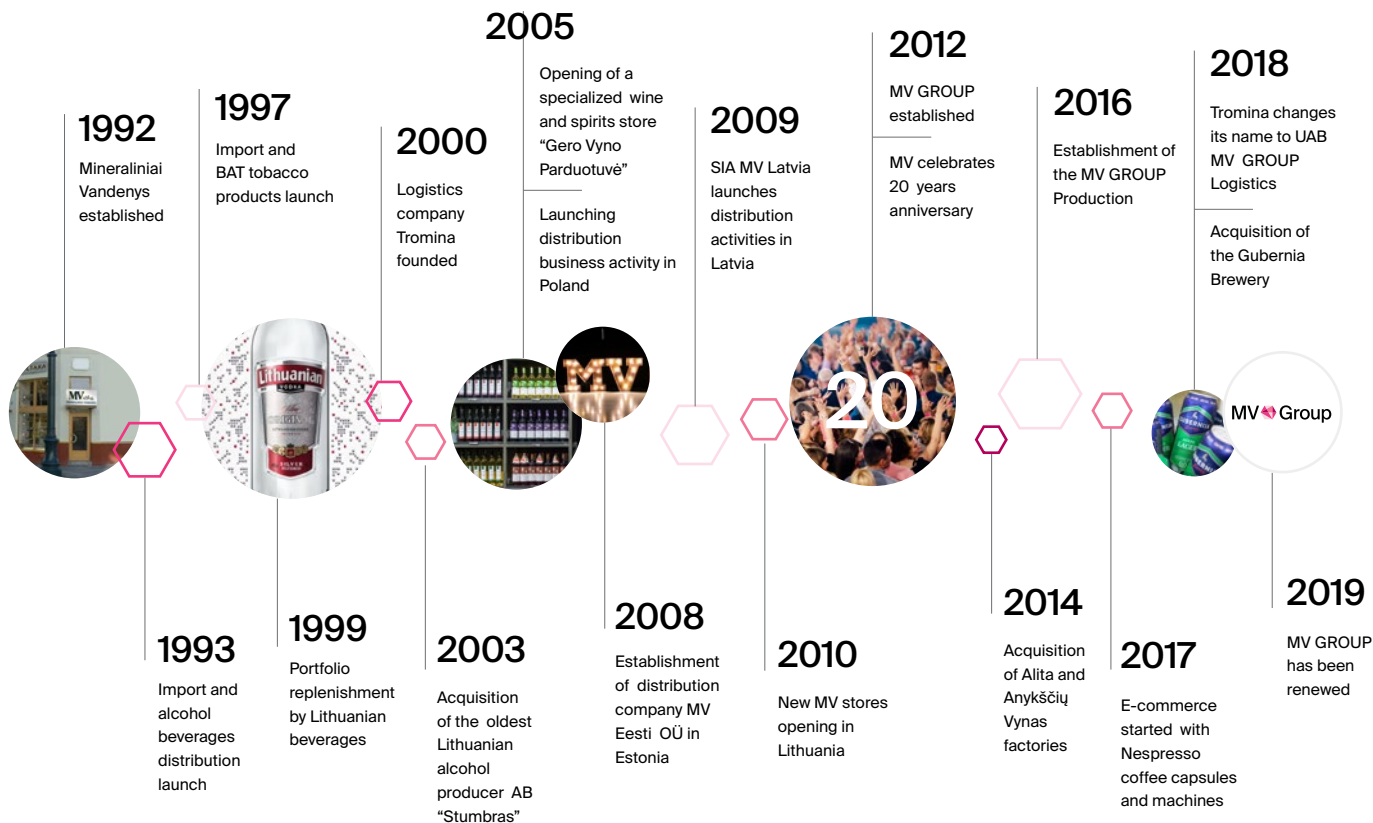 1992
Mineraliniai
Vandenys
established
1997
Import and
BAT tobacco
products launch
2000
Logistics
company
Tromina
founded
2005
Opening of a
specialized wine
and spirits store
“Gero Vyno
Parduotuvė”
Launching
distribution
business activity in
Poland
2009
SIA MV Latvia
launches
distribution
activities in
Latvia
2012
MV GROUP
established
MV celebrates
20 years
anniversary
2016
Establishment of
the MV GROUP
Production
2018
Tromina changes
its name to UAB
MV GROUP
Logistics
Acquisition of
the Gubernia
Brewery
MV
Lithuanian
VODKA
ORIGINAL
SILVER
MV
20
MV Group
1993
Import and
alcohol
beverages
distribution
launch
1999
Portfolio
replenishment
by Lithuanian
beverages
2003
Acquisition
of the oldest
Lithuanian
alcohol
producer AB
“Stumbras”
2008
Establishment
of distribution
company MV
Eesti OÜ in
Estonia
2010
New MV stores
opening in
Lithuania
2014
Acquisition
of Alita and
Anykščių
Vynas
factories
2017
E-commerce
started with
Nespresso
coffee capsules
and machines
2019
MV GROUP
has been
renewed